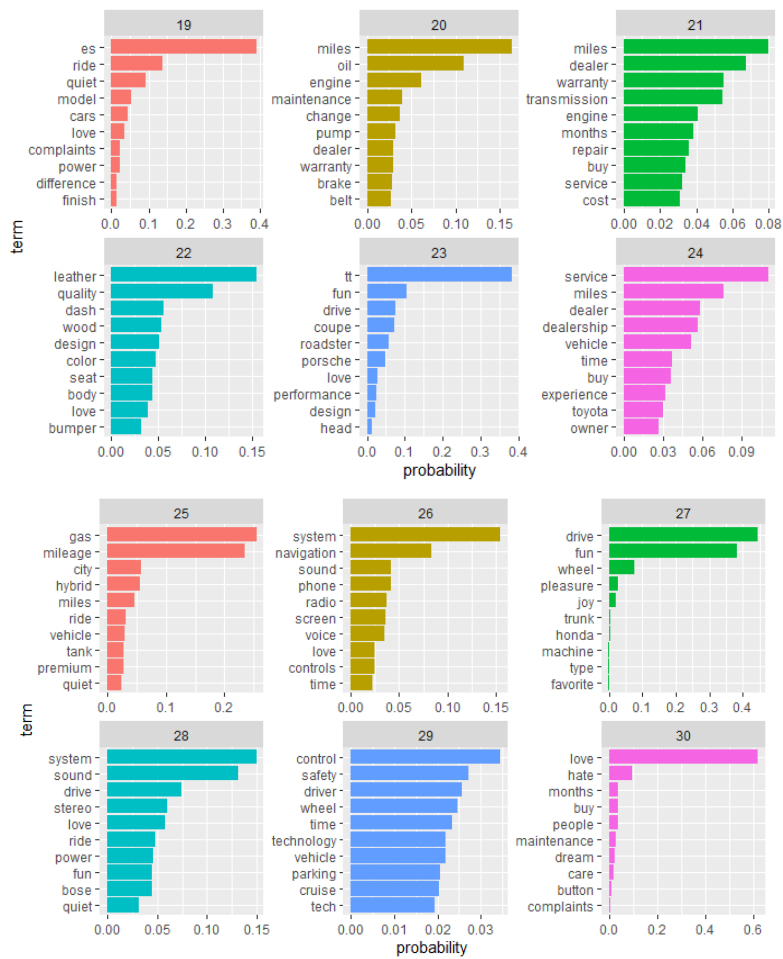 19 20 21
es miles miles
ride oil dealer
quiet engine warranty
model maintenance transmission
cars change engine
love pump months
complaints dealer repair
power warranty buy
difference brake service
finish belt cost
0.0 0.1 0.2 0.3 0.4 0.00 0.05 0.10 0.15 0.00 0.02 0.04 0.06 0.08
term
22 23 24
leather tt service
quality fun miles
dash drive dealer
wood coupe dealership
design roadster vehicle
color porsche time
seat love buy
body performance experience
love design toyota
bumper head owner
0.00 0.05 0.10 0.15 0.0 0.1 0.2 0.3 0.4 0.00 0.03 0.06 0.09
probability
25 26 27
gas system drive
mileage navigation fun
city sound wheel
hybrid phone pleasure
miles radio joy
ride screen trunk
vehicle voice honda
tank love machine
premium controls type
quiet time favorite
0.0 0.1 0.2 0.00 0.05 0.10 0.15 0.0 0.1 0.2 0.3 0.4
term
28 29 30
system control love
sound safety hate
drive driver months
stereo wheel buy
love time people
ride technology maintenance
power vehicle dream
fun parking care
bose cruise button
quiet tech complaints
0.00 0.05 0.10 0.15 0.00 0.01 0.02 0.03 0.0 0.2 0.4 0.6
probability